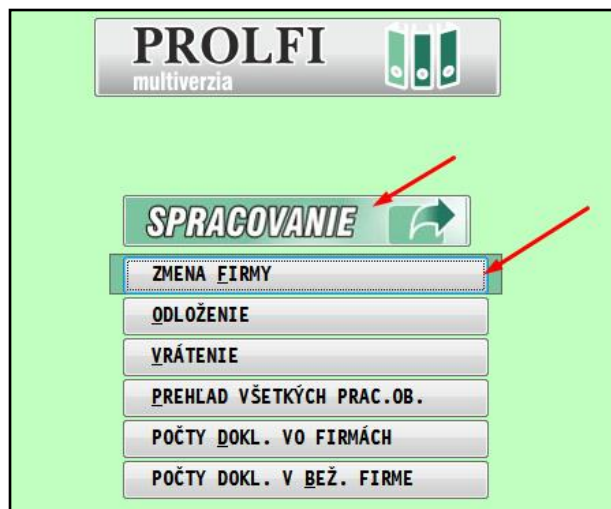 PROLFI
multiverzia
SPRACOVANIE
ZMENA FIRMY
ODLOŽENIE
VRÁTENIE
PREHĽAD VŠETKÝCH PRAC.OB.
POČTY DOKL. VO FIRMÁCH
POČTY DOKL. V BEŽ. FIRME